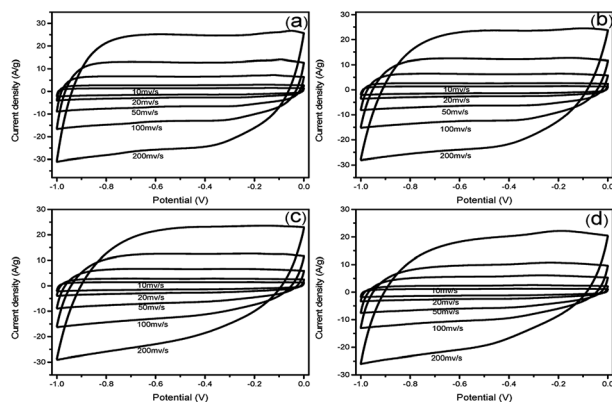 (a)
30
20
10
0
-10
-20
-30
Current density (A/g)
10mv/s
20mv/s
50mv/s
100mv/s
200mv/s
-1.0 -0.8 -0.6 -0.4 -0.2 0.0
Potential (V)
(b)
30
20
10
0
-10
-20
-30
Current density (A/g)
10mv/s
20mv/s
50mv/s
100mv/s
200mv/s
-1.0 -0.8 -0.6 -0.4 -0.2 0.0
Potential (V)
(c)
30
20
10
0
-10
-20
-30
Current density (A/g)
10mv/s
20mv/s
50mv/s
100mv/s
200mv/s
-1.0 -0.8 -0.6 -0.4 -0.2 0.0
Potential (V)
(d)
30
20
10
0
-10
-20
-30
Current density (A/g)
10mv/s
20mv/s
50mv/s
100mv/s
200mv/s
-1.0 -0.8 -0.6 -0.4 -0.2 0.0
Potential (V)